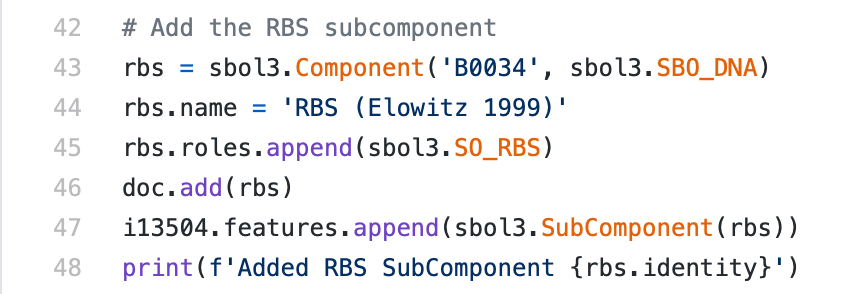 42 # Add the RBS subcomponent
43 rbs = sbol3.Component('B0034', sbol3.SBO_DNA)
44 rbs.name = 'RBS (Elowitz 1999)'
45 rbs.roles.append(sbol3.SO_RBS)
46 doc.add(rbs)
47 i13504.features.append(sbol3.SubComponent(rbs))
48 print(f'Added RBS SubComponent {rbs.identity}')